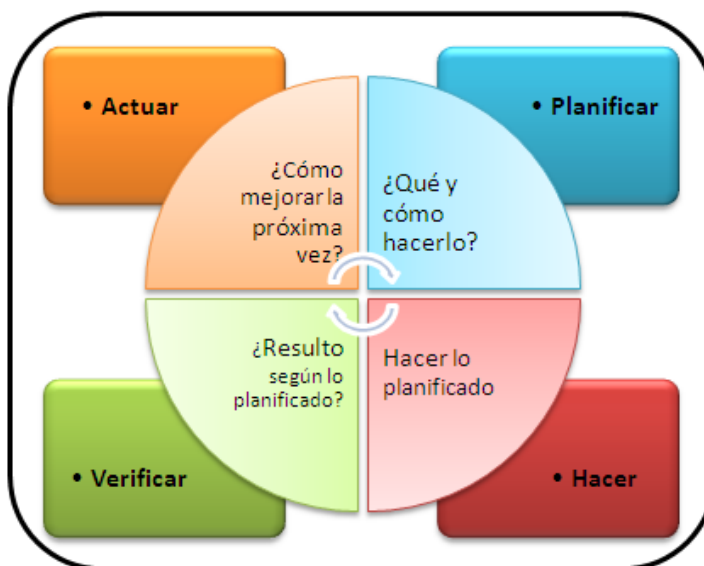 • Actuar
• Planificar
¿Cómo
mejorar la
próxima
vez?
¿Qué y
cómo
hacerlo?
¿Resulto
según lo
planificado?
Hacer lo
planificado
• Verificar
• Hacer